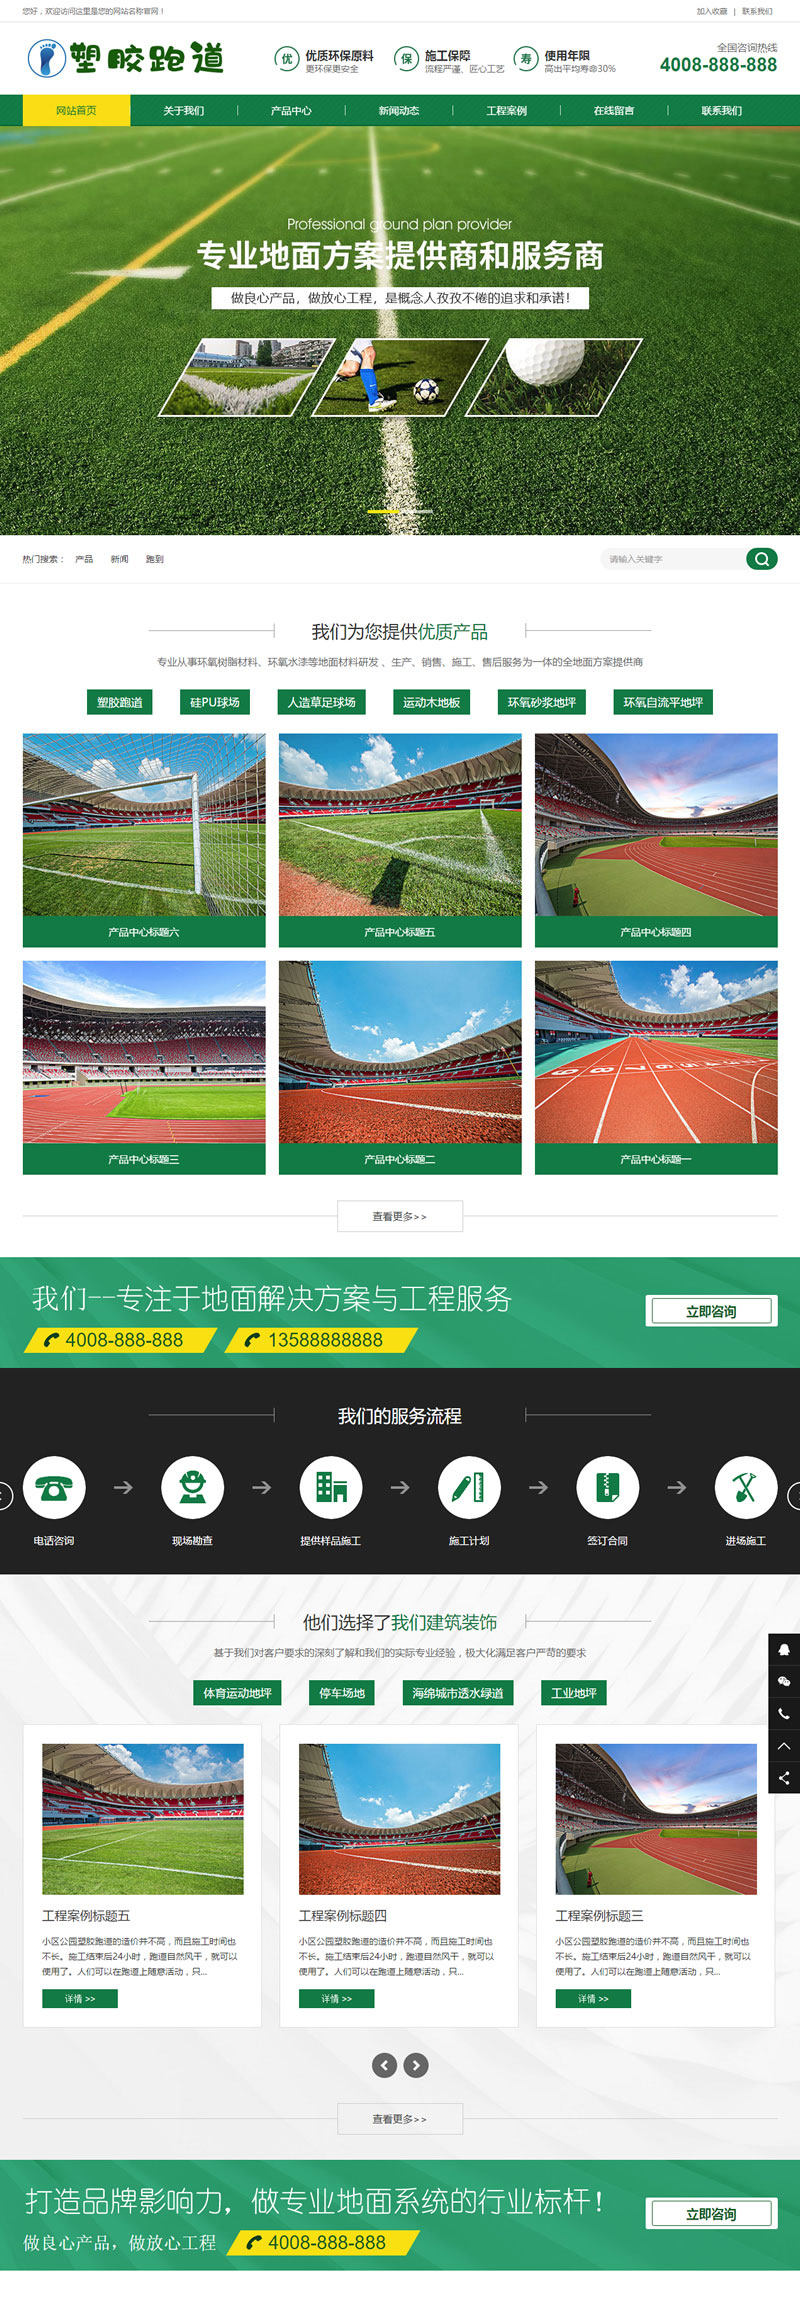 您好，欢迎访问这里是您的网站名称官网！
加入收藏 | 联系我们
塑胶跑道
优 优质环保原料
更环保更安全
保 施工保障
流程严谨、匠心工艺
寿 使用年限
高出平均寿命30%
全国咨询热线
4008-888-888
网站首页 关于我们 产品中心 新闻动态 工程案例 在线留言 联系我们
Professional ground plan provider
专业地面方案提供商和服务商
做良心产品，做放心工程，是概念人孜孜不倦的追求和承诺！
热门搜索： 产品 新闻 跑到
请输入关键字
我们为您提供优质产品
专业从事环氧树脂材料、环氧水漆等地面材料研发 、生产、销售、施工、售后服务为一体的全地面方案提供商
塑胶跑道 硅PU球场 人造草足球场 运动木地板 环氧砂浆地坪 环氧自流平地坪
产品中心标题六
产品中心标题五
产品中心标题四
产品中心标题三
产品中心标题二
产品中心标题一
查看更多>>
我们--专注于地面解决方案与工程服务
4008-888-888
13588888888
立即咨询
我们的服务流程
电话咨询 现场勘查 提供样品施工 施工计划 签订合同 进场施工
他们选择了我们建筑装饰
基于我们对客户要求的深刻了解和我们的实际专业经验，极大化满足客户严苛的要求
体育运动地坪 停车场地 海绵城市透水绿道 工业地坪
工程案例标题五
小区公园塑胶跑道的造价并不高，而且施工时间也
不长。施工结束后24小时，跑道自然风干，就可以
使用了。人们可以在跑道上随意活动，只...
详情 >>
工程案例标题四
小区公园塑胶跑道的造价并不高，而且施工时间也
不长。施工结束后24小时，跑道自然风干，就可以
使用了。人们可以在跑道上随意活动，只...
详情 >>
工程案例标题三
小区公园塑胶跑道的造价并不高，而且施工时间也
不长。施工结束后24小时，跑道自然风干，就可以
使用了。人们可以在跑道上随意活动，只...
详情 >>
查看更多>>
打造品牌影响力，做专业地面系统的行业标杆！
做良心产品，做放心工程
4008-888-888
立即咨询